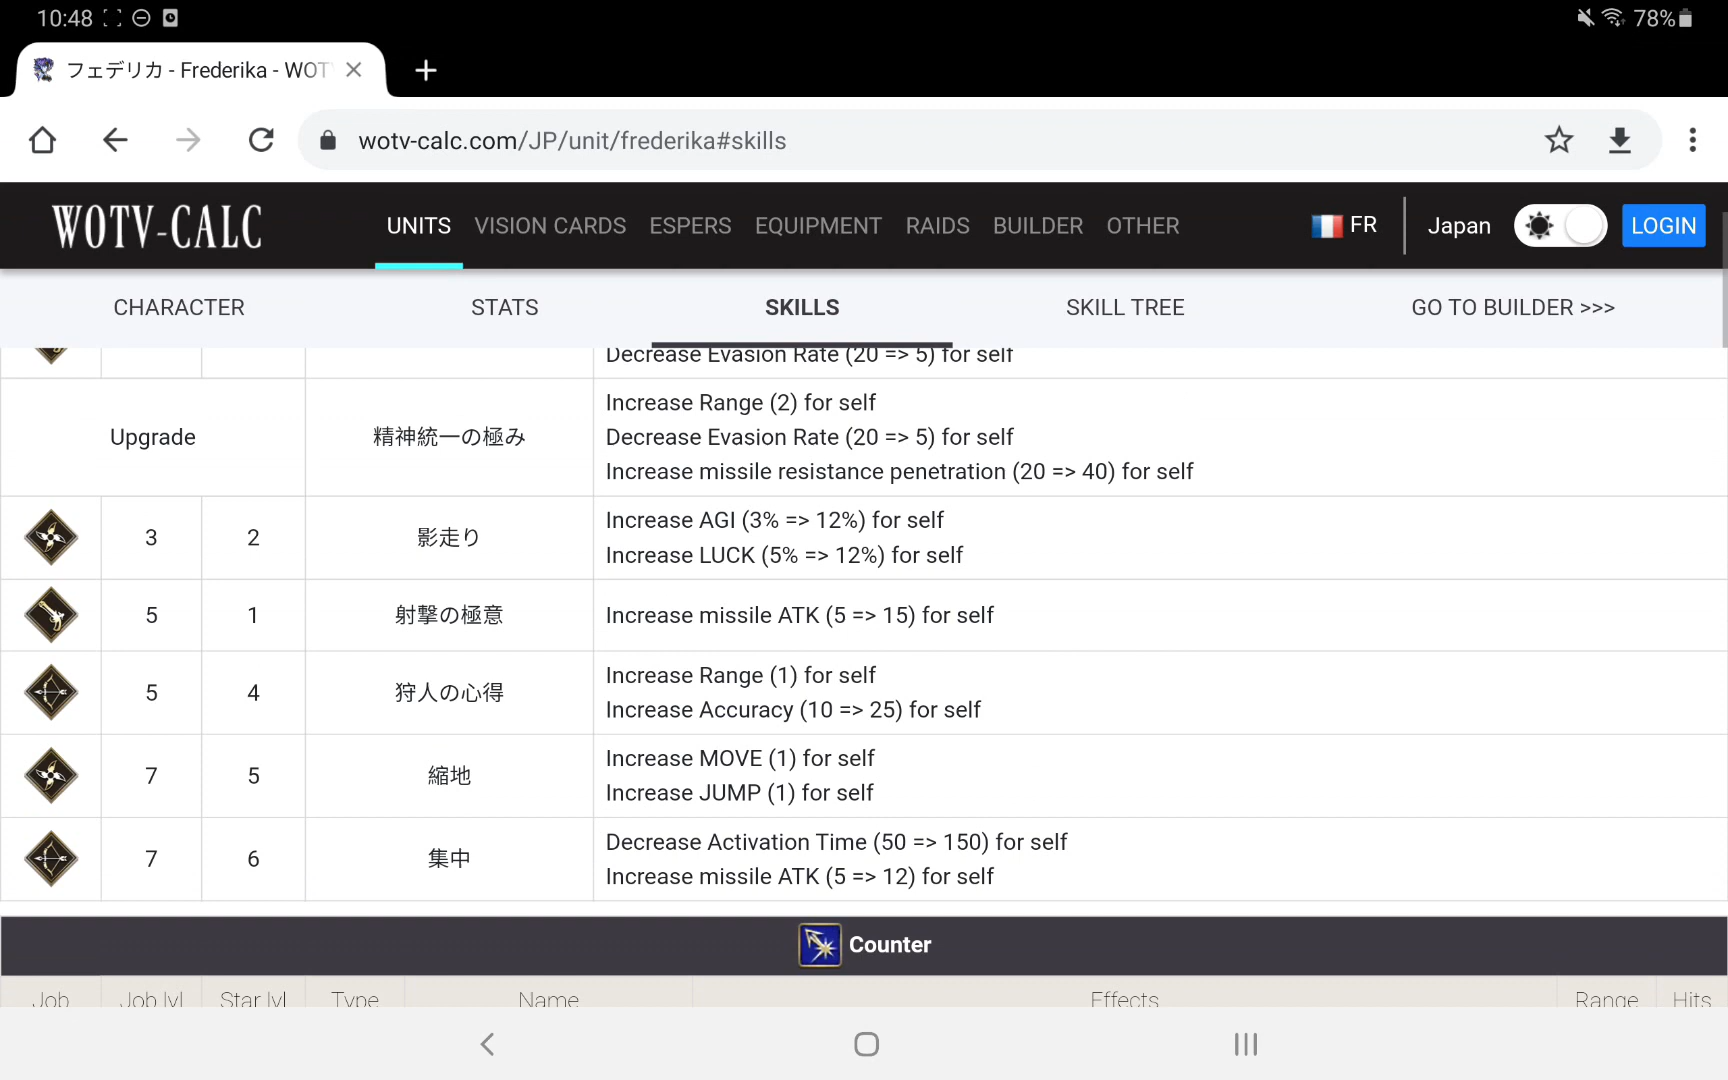 10:48
78%
フェデリカ - Frederika - WOT
wotv-calc.com/JP/unit/frederika#skills
WOTV-CALC
UNITS
VISION CARDS
ESPERS
EQUIPMENT
RAIDS
BUILDER
OTHER
FR
Japan
LOGIN
CHARACTER
STATS
SKILLS
SKILL TREE
GO TO BUILDER >>>
Decrease Evasion Rate (20 => 5) for self
Upgrade
精神統一の極み
Increase Range (2) for self
Decrease Evasion Rate (20 => 5) for self
Increase missile resistance penetration (20 => 40) for self
3
2
影走り
Increase AGI (3% => 12%) for self
Increase LUCK (5% => 12%) for self
5
1
射撃の極意
Increase missile ATK (5 => 15) for self
5
4
狩人の心得
Increase Range (1) for self
Increase Accuracy (10 => 25) for self
7
5
縮地
Increase MOVE (1) for self
Increase JUMP (1) for self
7
6
集中
Decrease Activation Time (50 => 150) for self
Increase missile ATK (5 => 12) for self
Counter
Job
Job lvl
Star lvl
Type
Name
Effects
Range
Hits